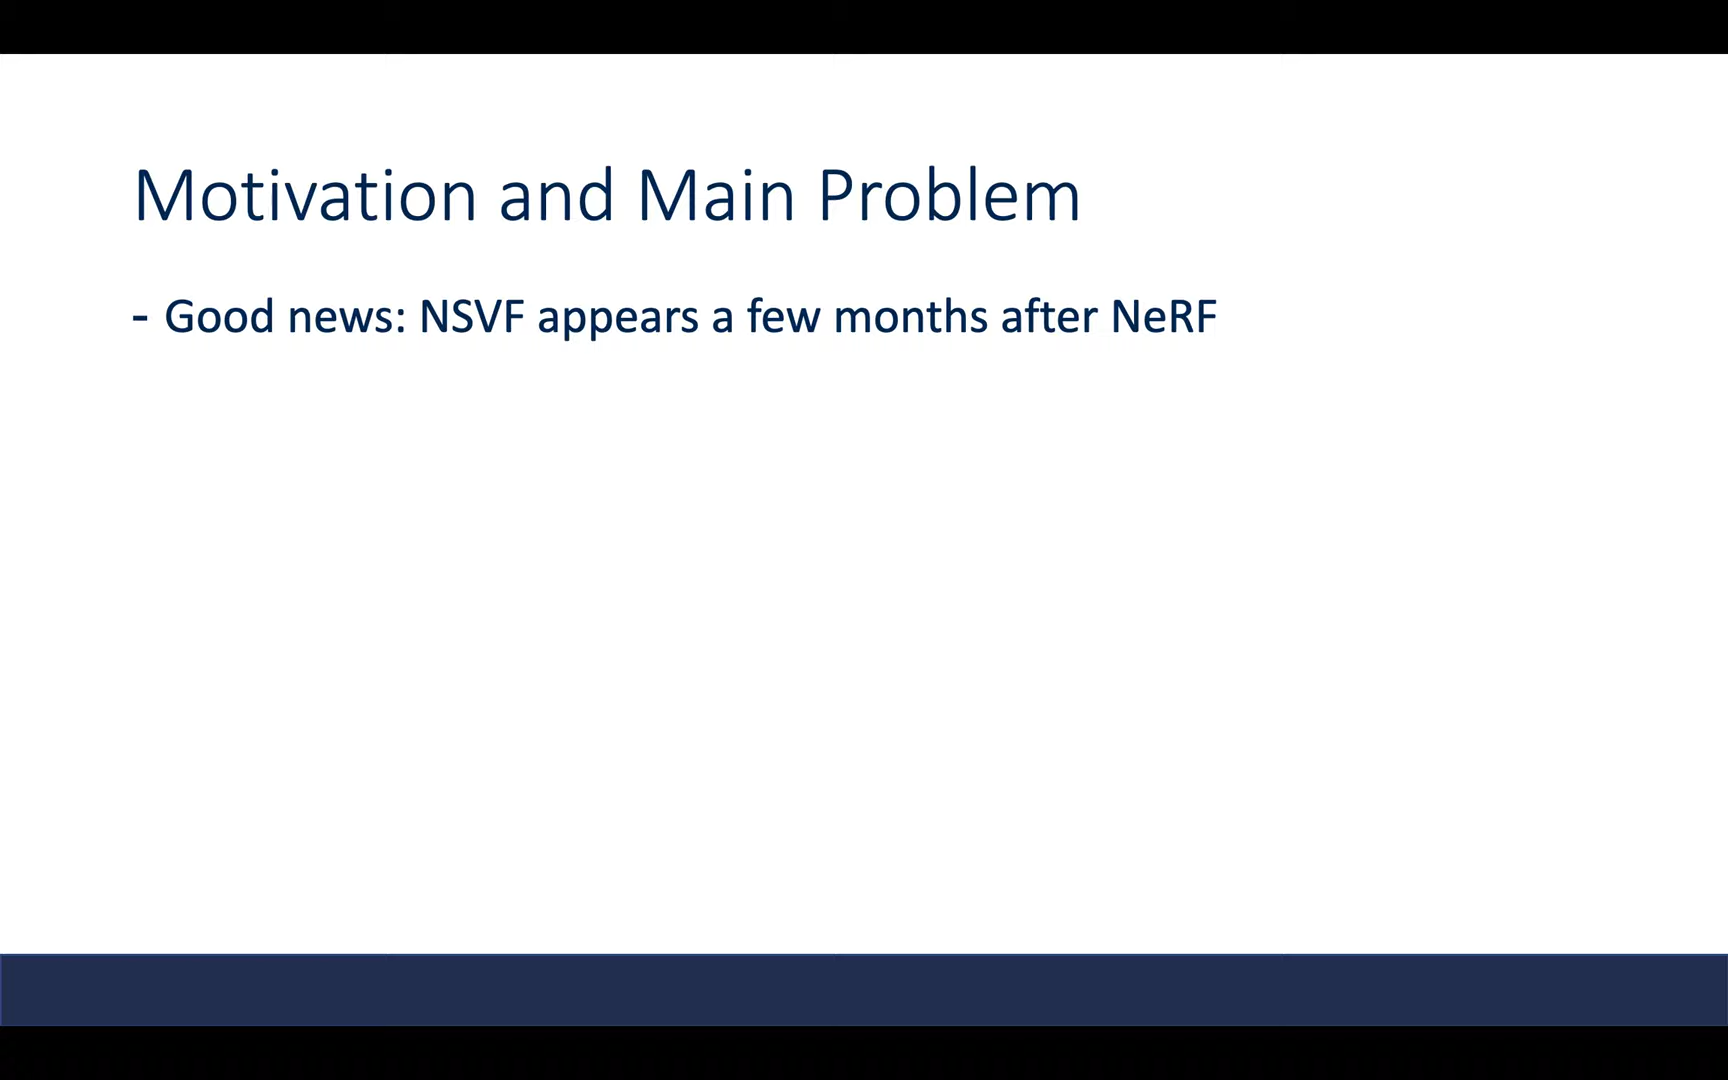 Motivation and Main Problem
- Good news: NSVF appears a few months after NeRF